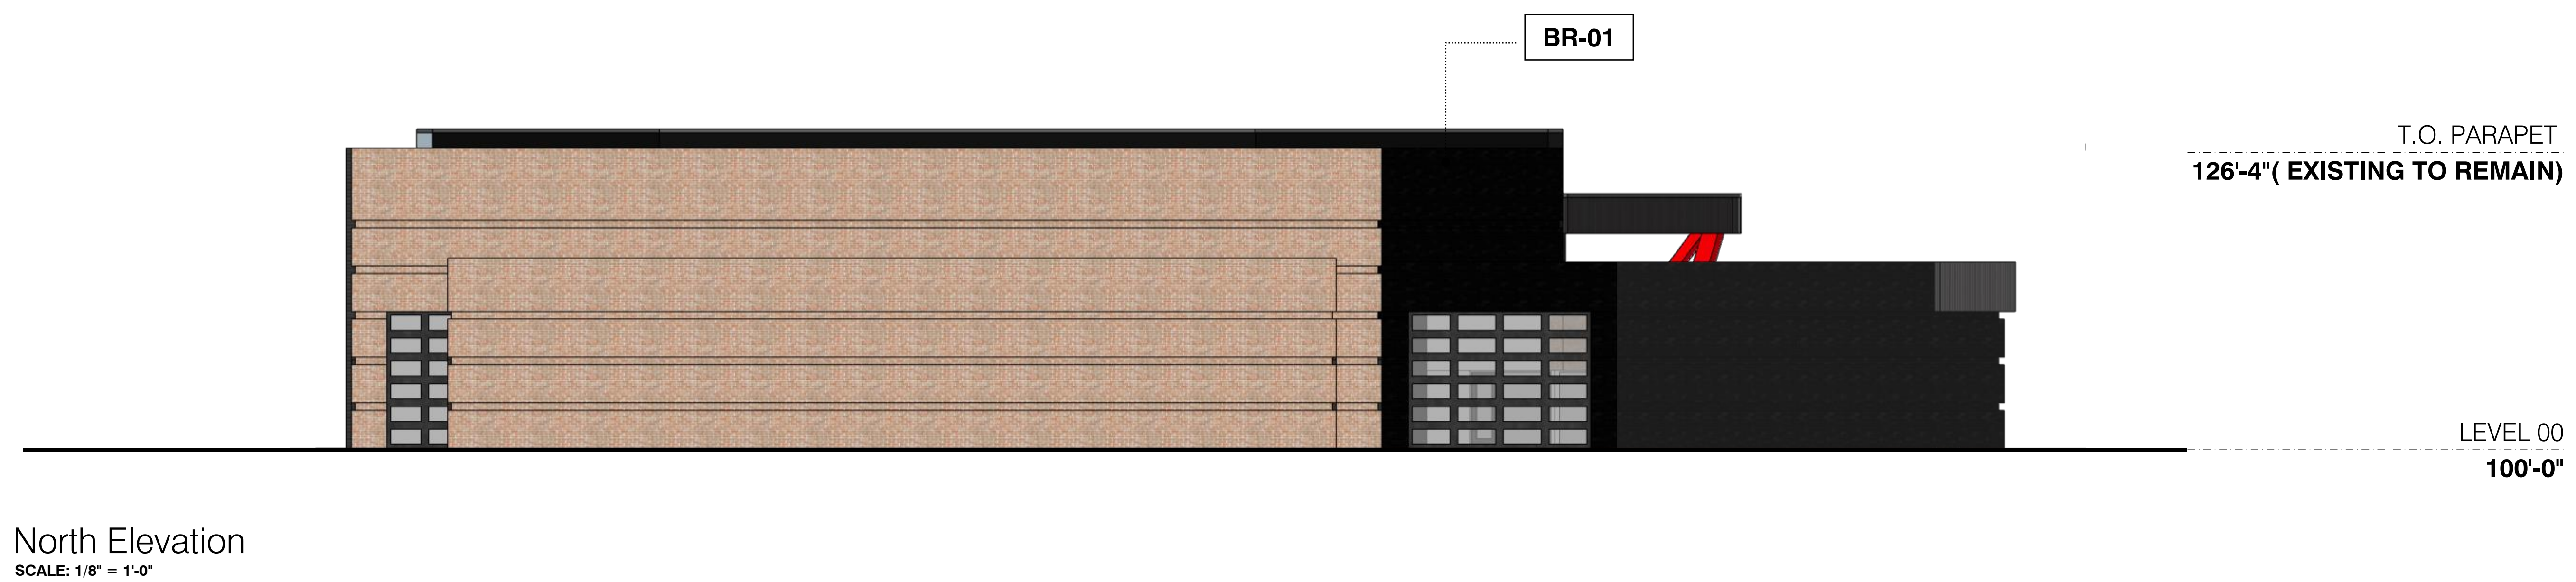 BR-01
T.O. PARAPET
126'-4"( EXISTING TO REMAIN)
LEVEL 00
100'-0"
North Elevation
SCALE: 1/8" = 1'-0"